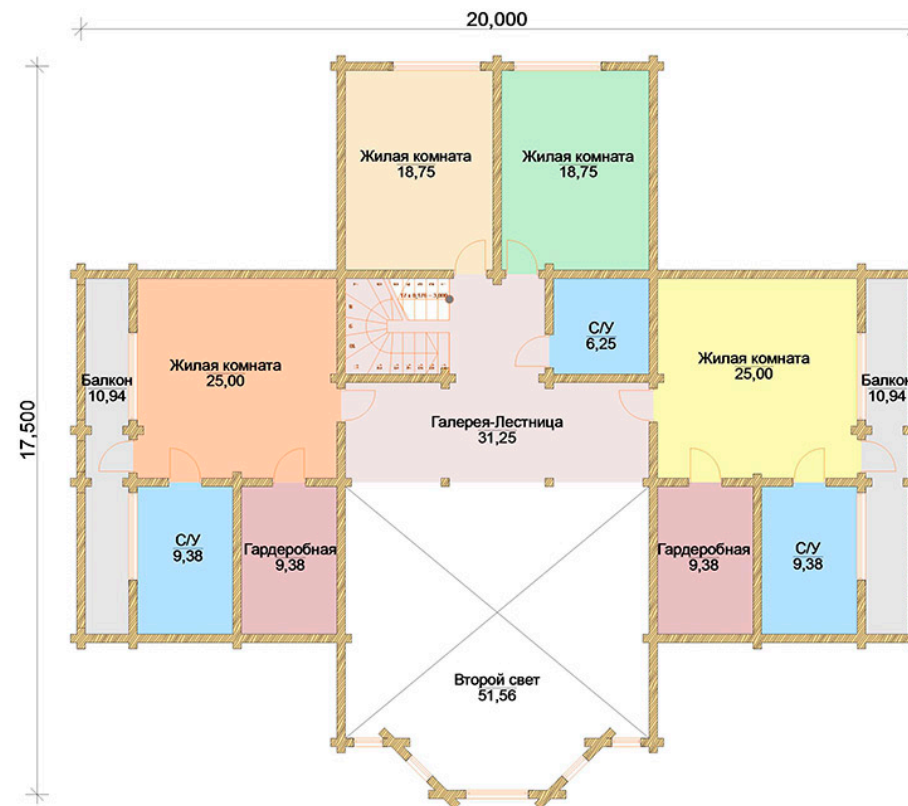 20,000
17,500
Жилая комната
18,75
Жилая комната
18,75
С/У
6,25
Жилая комната
25,00
Жилая комната
25,00
Балкон
10,94
Балкон
10,94
Галерея-Лестница
31,25
С/У
9,38
Гардеробная
9,38
Гардеробная
9,38
С/У
9,38
Второй свет
51,56